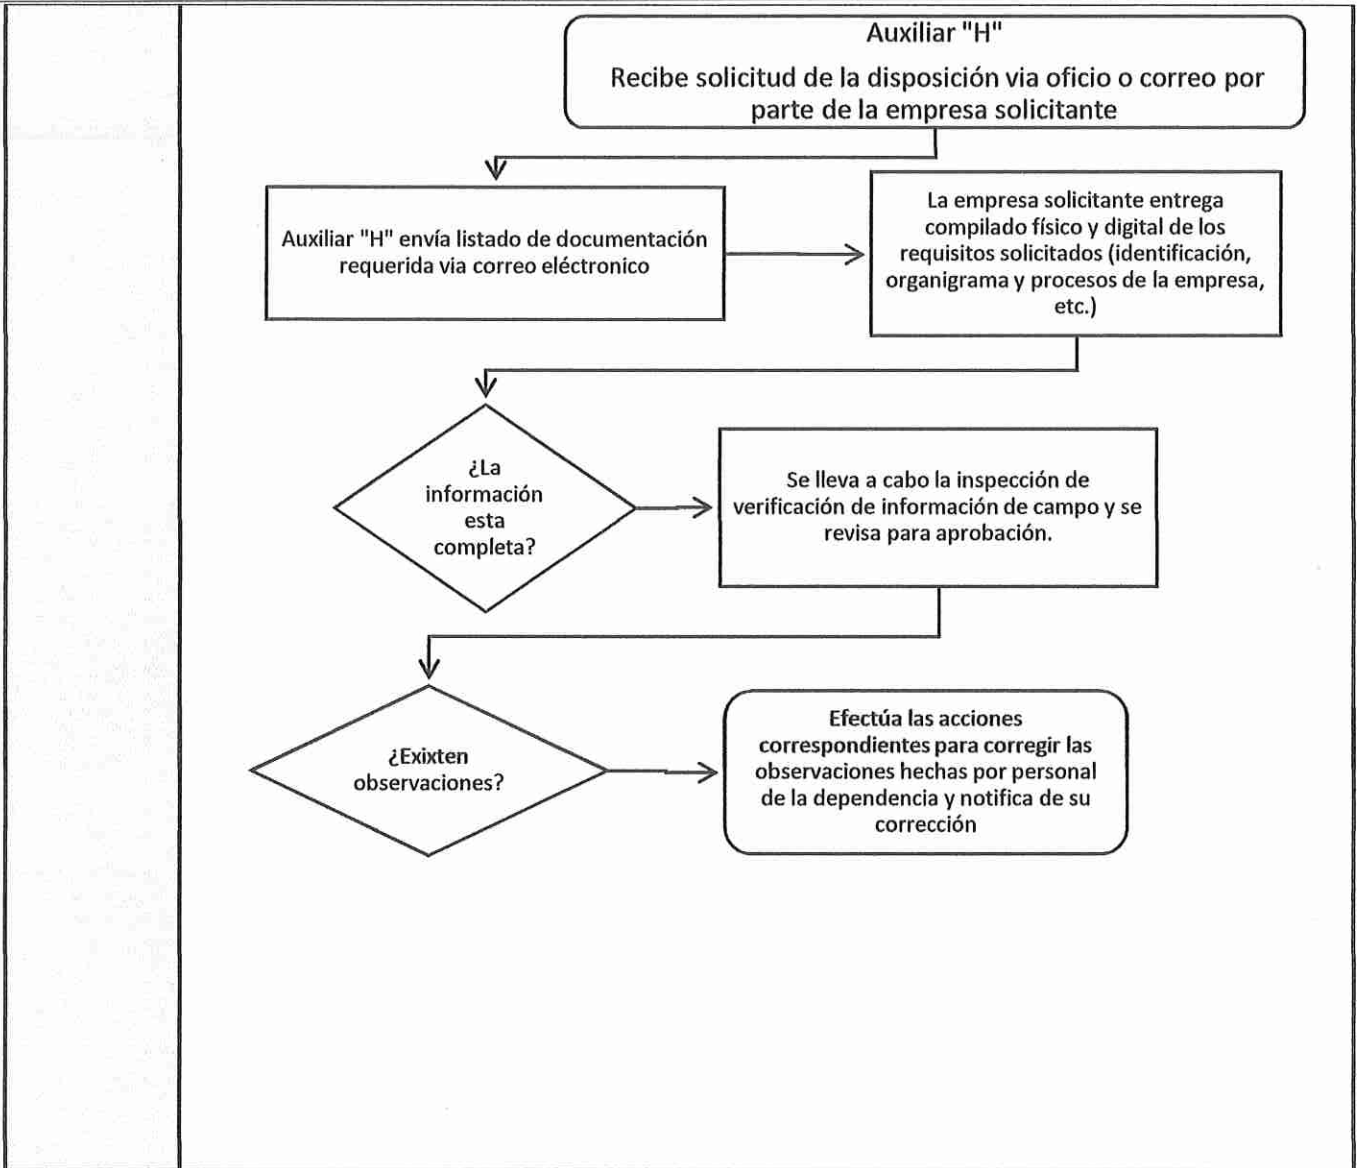 Auxiliar "H"
Recibe solicitud de la disposición via oficio o correo por
parte de la empresa solicitante
Auxiliar "H" envía listado de documentación
requerida via correo eléctronico
La empresa solicitante entrega
compilado físico y digital de los
requisitos solicitados (identificación,
organigrama y procesos de la empresa,
etc.)
¿La
información
esta
completa?
Se lleva a cabo la inspección de
verificación de información de campo y se
revisa para aprobación.
¿Exixten
observaciones?
Efectúa las acciones
correspondientes para corregir las
observaciones hechas por personal
de la dependencia y notifica de su
corrección